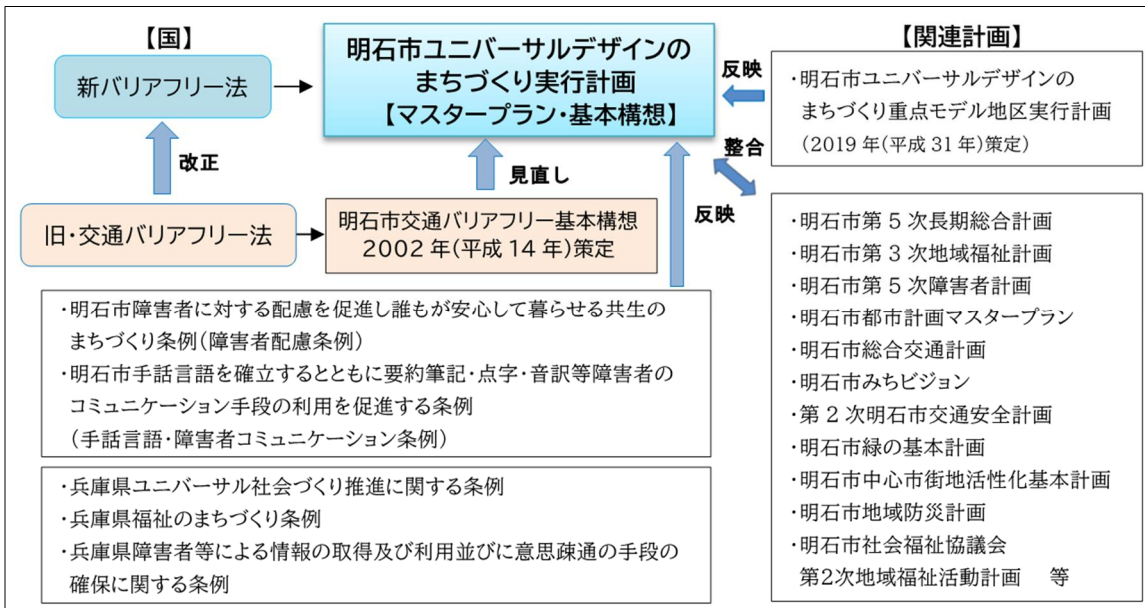 【国】
新バリアフリー法
改正
旧・交通バリアフリー法
明石市ユニバーサルデザインの
まちづくり実行計画
【マスタープラン・基本構想】
見直し
明石市交通バリアフリー基本構想
2002年(平成14年)策定
反映
整合
反映
【関連計画】
・明石市ユニバーサルデザインの
まちづくり重点モデル地区実行計画
(2019年(平成31年)策定)
・明石市第5次長期総合計画
・明石市第3次地域福祉計画
・明石市第5次障害者計画
・明石市都市計画マスタープラン
・明石市総合交通計画
・明石市みちビジョン
・第2次明石市交通安全計画
・明石市緑の基本計画
・明石市中心市街地活性化基本計画
・明石市地域防災計画
・明石市社会福祉協議会
第2次地域福祉活動計画 等
・明石市障害者に対する配慮を促進し誰もが安心して暮らせる共生の
まちづくり条例(障害者配慮条例)
・明石市手話言語を確立するとともに要約筆記・点字・音訳等障害者の
コミュニケーション手段の利用を促進する条例
(手話言語・障害者コミュニケーション条例)
・兵庫県ユニバーサル社会づくり推進に関する条例
・兵庫県福祉のまちづくり条例
・兵庫県障害者等による情報の取得及び利用並びに意思疎通の手段の
確保に関する条例